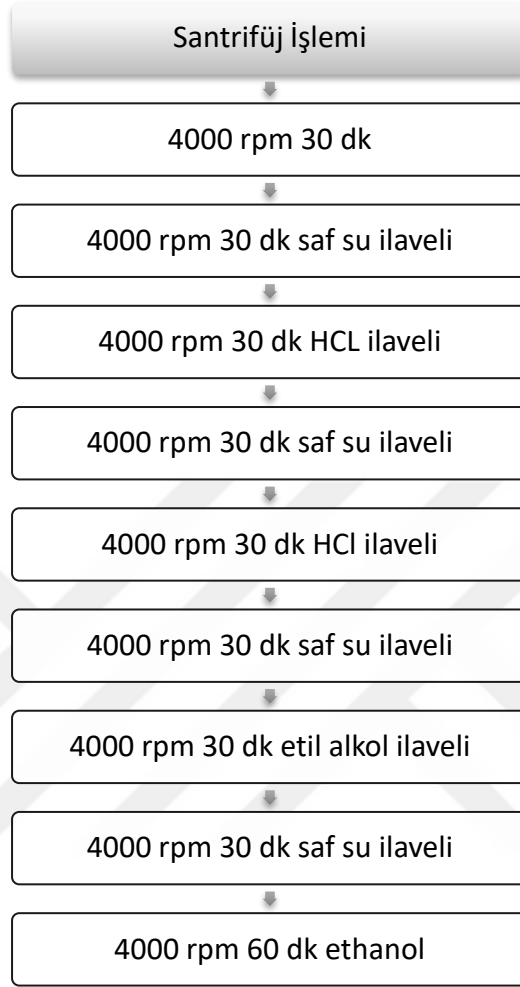 Santrifüj İşlemi
4000 rpm 30 dk
4000 rpm 30 dk saf su ilaveli
4000 rpm 30 dk HCL ilaveli
4000 rpm 30 dk saf su ilaveli
4000 rpm 30 dk HCl ilaveli
4000 rpm 30 dk saf su ilaveli
4000 rpm 30 dk etil alkol ilaveli
4000 rpm 30 dk saf su ilaveli
4000 rpm 60 dk ethanol